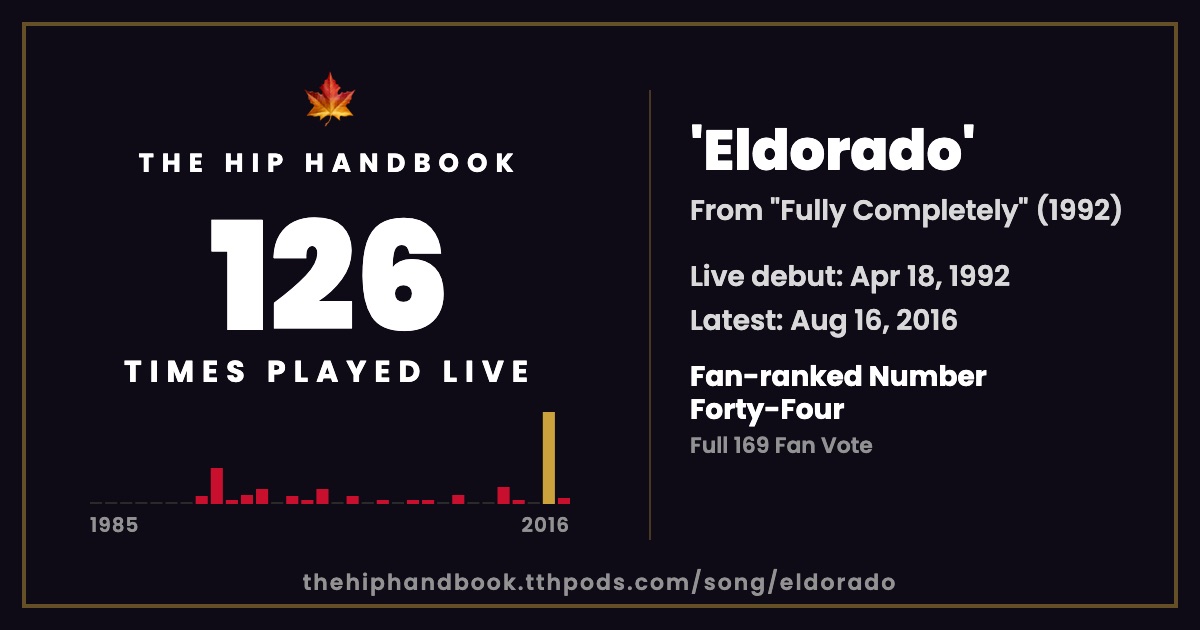 THE HIP HANDBOOK
126
TIMES PLAYED LIVE
1985
2016
'Eldorado'
From "Fully Completely" (1992)
Live debut: Apr 18, 1992
Latest: Aug 16, 2016
Fan-ranked Number
Forty-Four
Full 169 Fan Vote
thehiphandbook.tthpods.com/song/eldorado